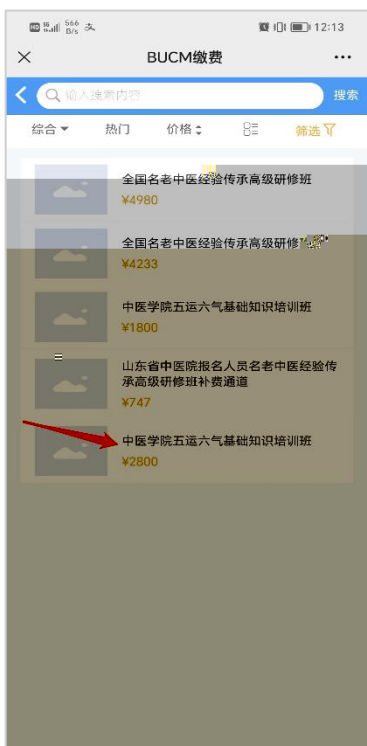 566
B/s
12:13
BUCM缴费
输入搜索内容
搜索
综合
热门
价格
筛选
全国名老中医经验传承高级研修班
¥4980
全国名老中医经验传承高级研修
¥4233
中医学院五运六气基础知识培训班
¥1800
山东省中医院报名人员名老中医经验传
承高级研修班补费通道
¥747
中医学院五运六气基础知识培训班
¥2800